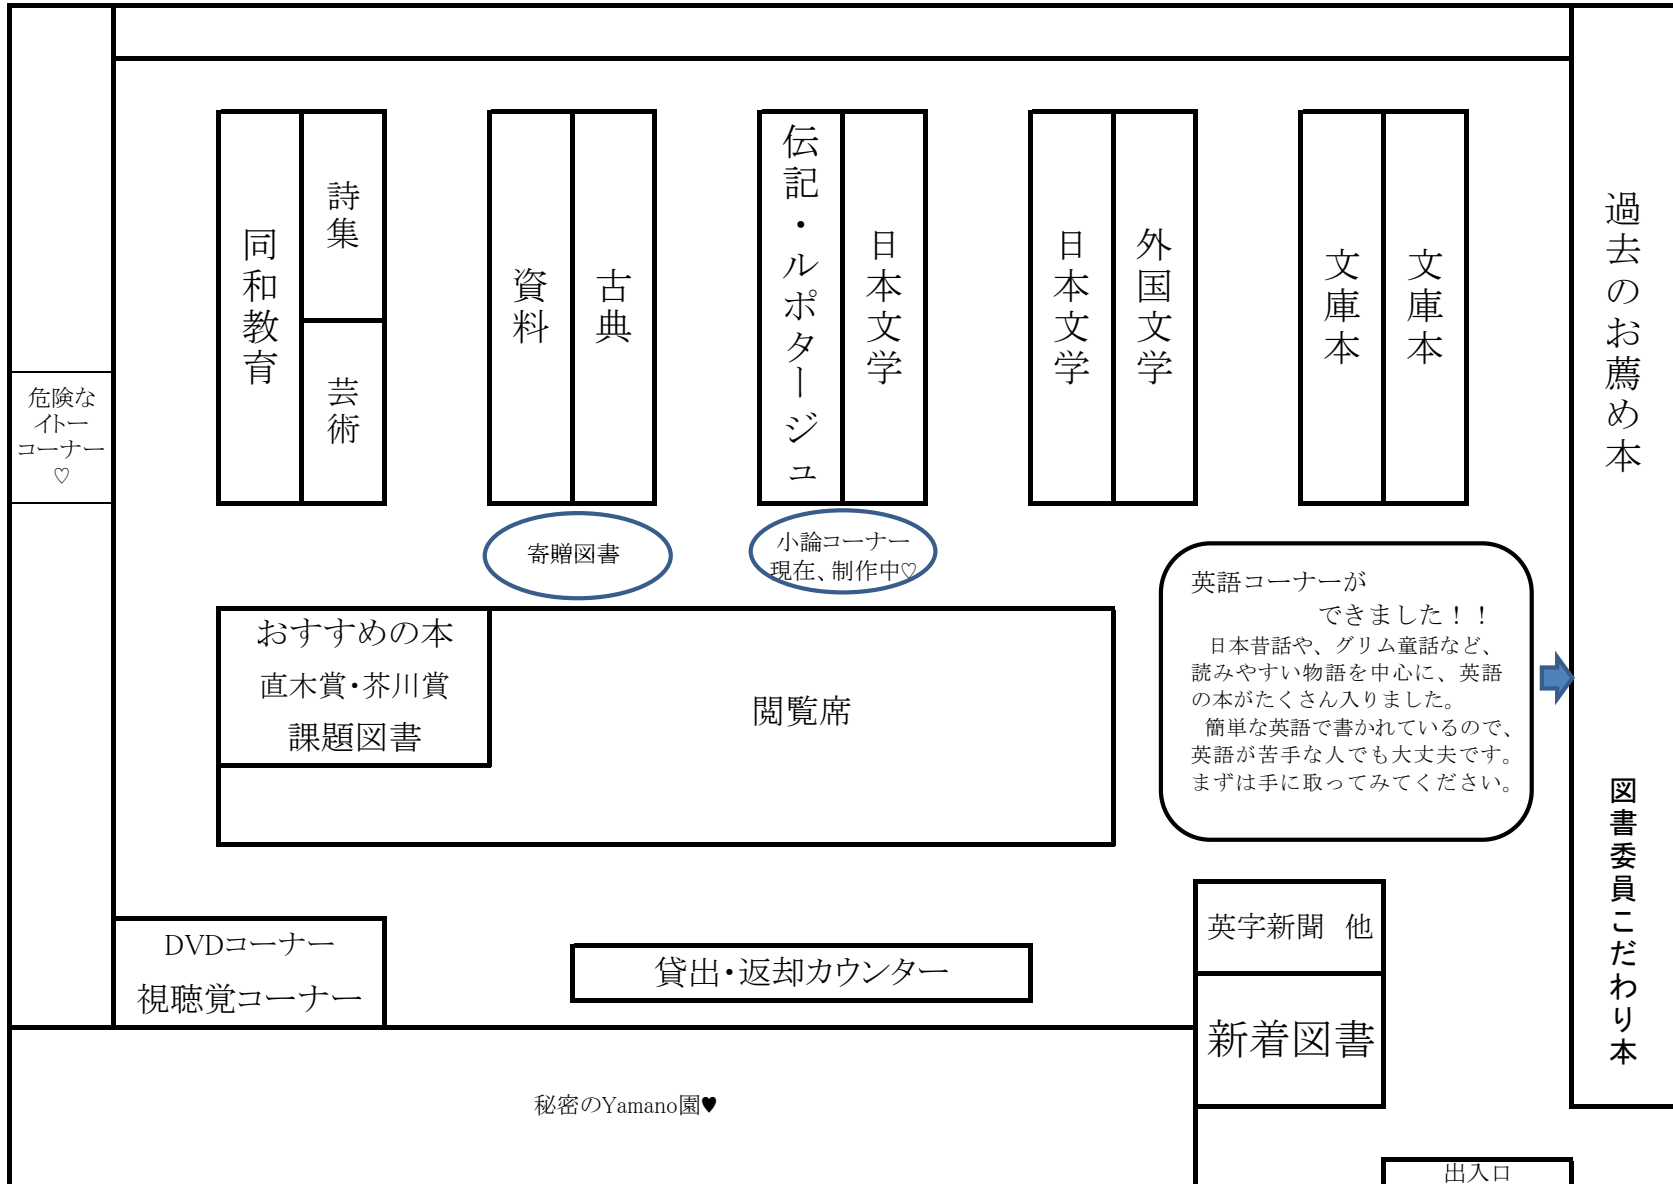 同和教育
詩集
芸術
資料
古典
伝記・ルポタージュ
日本文学
日本文学
外国文学
文庫本
文庫本
過去のお薦め本
危険な
イトー
コーナー
♡
寄贈図書
小論コーナー
現在、制作中♡
英語コーナーが
できました！！
日本昔話や、グリム童話など、
読みやすい物語を中心に、英語
の本がたくさん入りました。
簡単な英語で書かれているので、
英語が苦手な人でも大丈夫です。
まずは手に取ってみてください。
おすすめの本
直木賞・芥川賞
課題図書
閲覧席
図書委員こだわり本
DVDコーナー
視聴覚コーナー
貸出・返却カウンター
英字新聞　他
新着図書
秘密のYamano園♥
出入口